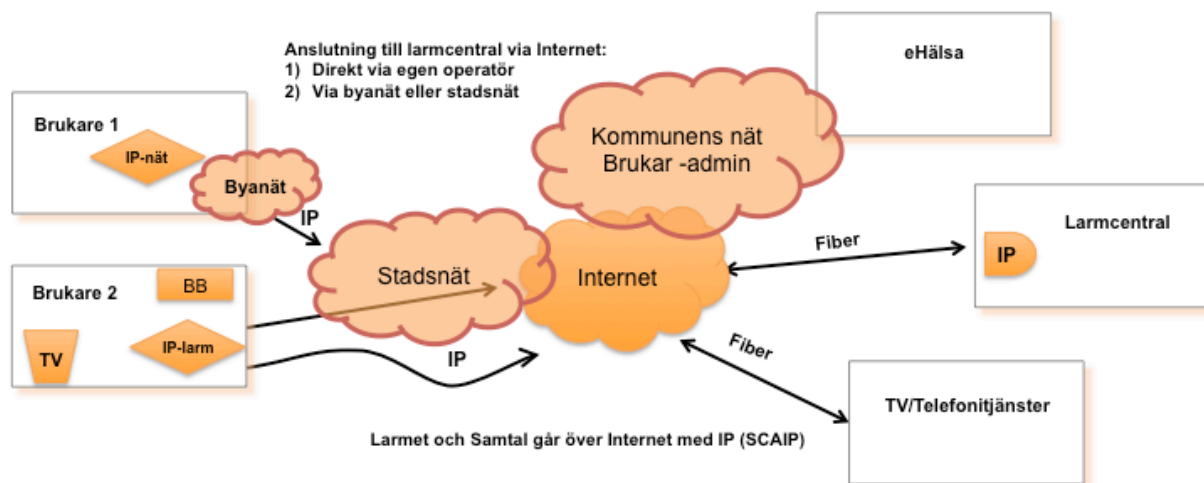 Anslutning till larmcentral via Internet:
1) Direkt via egen operatör
2) Via byanät eller stadsnät
eHälsa
Brukare 1
IP-nät
Byanät
IP
Kommunens nät
Brukar -admin
Stadsnät
Internet
Fiber
Larmcentral
IP
Brukare 2
BB
TV
IP-larm
IP
Fiber
TV/Telefonitjänster
Larmet och Samtal går över Internet med IP (SCAIP)